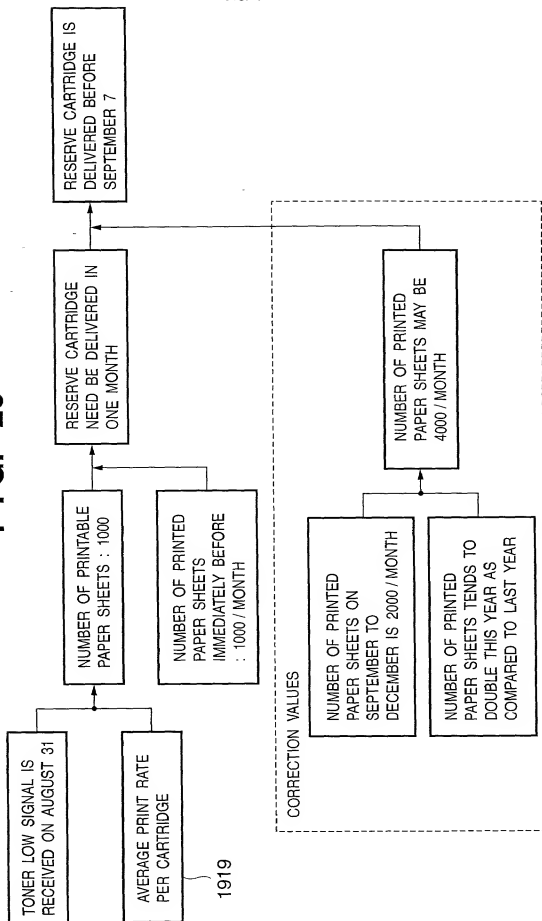 TONER LOW SIGNAL IS
RECEIVED ON AUGUST 31
AVERAGE PRINT RATE
PER CARTRIDGE
1919
NUMBER OF PRINTABLE
PAPER SHEETS : 1000
NUMBER OF PRINTED
PAPER SHEETS
IMMEDIATELY BEFORE
: 1000 / MONTH
RESERVE CARTRIDGE
NEED BE DELIVERED IN
ONE MONTH
RESERVE CARTRIDGE IS
DELIVERED BEFORE
SEPTEMBER 7
CORRECTION VALUES
NUMBER OF PRINTED
PAPER SHEETS ON
SEPTEMBER TO
DECEMBER IS 2000 / MONTH
NUMBER OF PRINTED
PAPER SHEETS TENDS TO
DOUBLE THIS YEAR AS
COMPARED TO LAST YEAR
NUMBER OF PRINTED
PAPER SHEETS MAY BE
4000 / MONTH